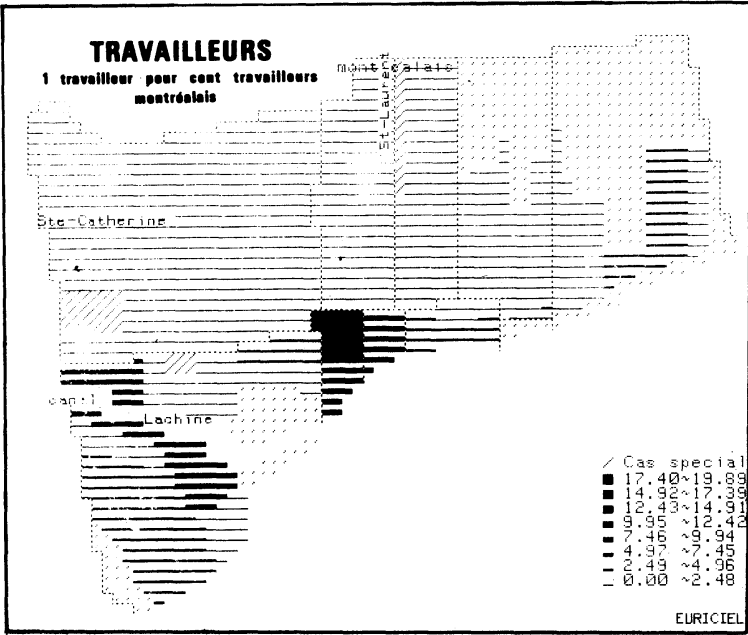 TRAVAILLEURS
1 travailleur pour cent travailleurs
montréalais
St-Laurent
Ste-Catherine
canal
Lachine
Cas special
17.40~19.89
14.92~17.39
12.43~14.91
9.95 ~12.42
7.46 ~9.94
4.97 ~7.45
2.49 ~4.96
0.00 ~2.48
EURICIEL